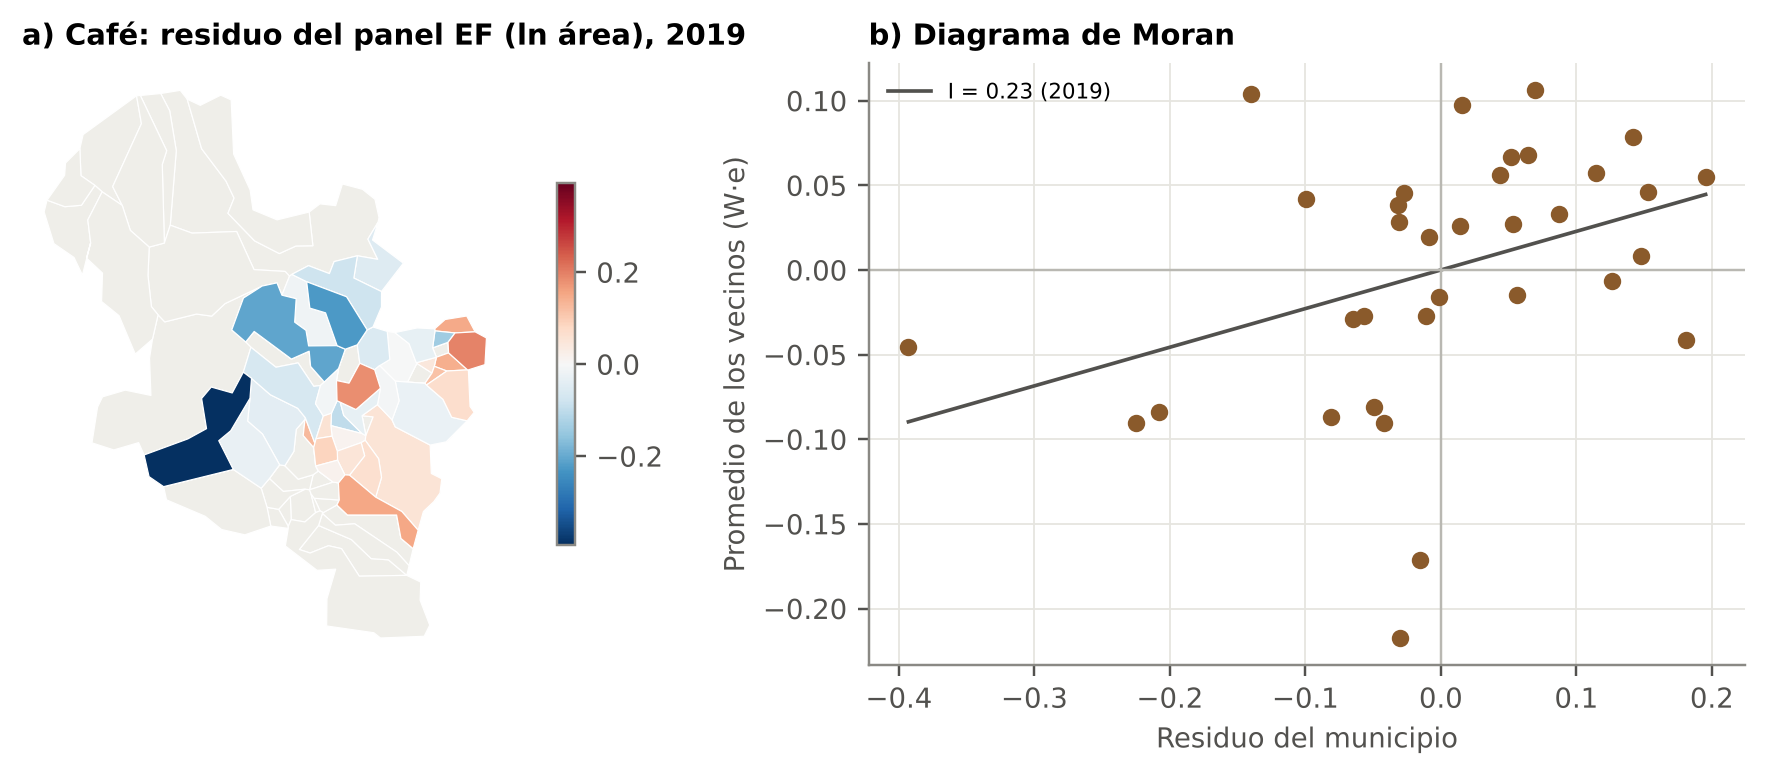 a) Café: residuo del panel EF (ln área), 2019
0.2
0.0
−0.2
b) Diagrama de Moran
I = 0.23 (2019)
Promedio de los vecinos (W·e)
0.10
0.05
0.00
−0.05
−0.10
−0.15
−0.20
−0.4 −0.3 −0.2 −0.1 0.0 0.1 0.2
Residuo del municipio